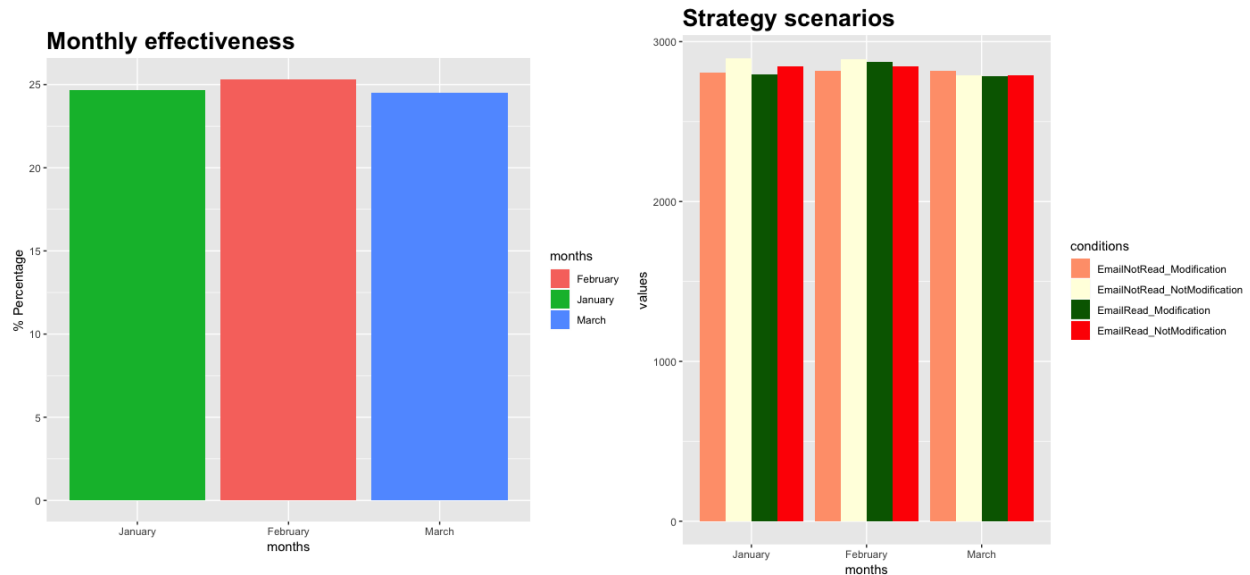 Monthly effectiveness
% Percentage
25
20
15
10
5
0
January February March
months
months
February
January
March
Strategy scenarios
values
3000
2000
1000
0
January February March
months
conditions
EmailNotRead_Modification
EmailNotRead_NotModification
EmailRead_Modification
EmailRead_NotModification